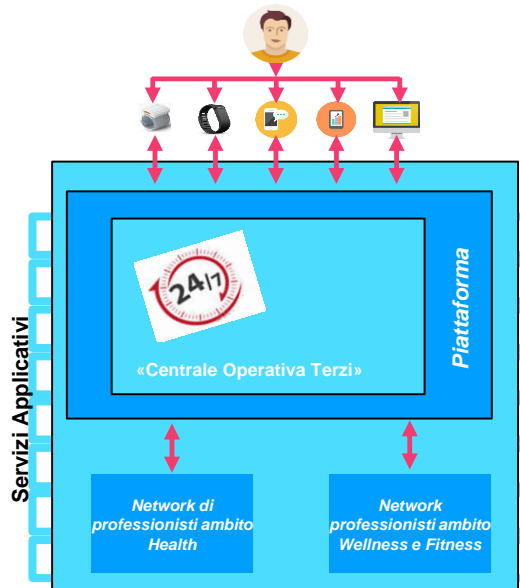 24/7
«Centrale Operativa Terzi»
Piattaforma
Servizi Applicativi
Network di
professionisti ambito
Health
Network
professionisti ambito
Wellness e Fitness